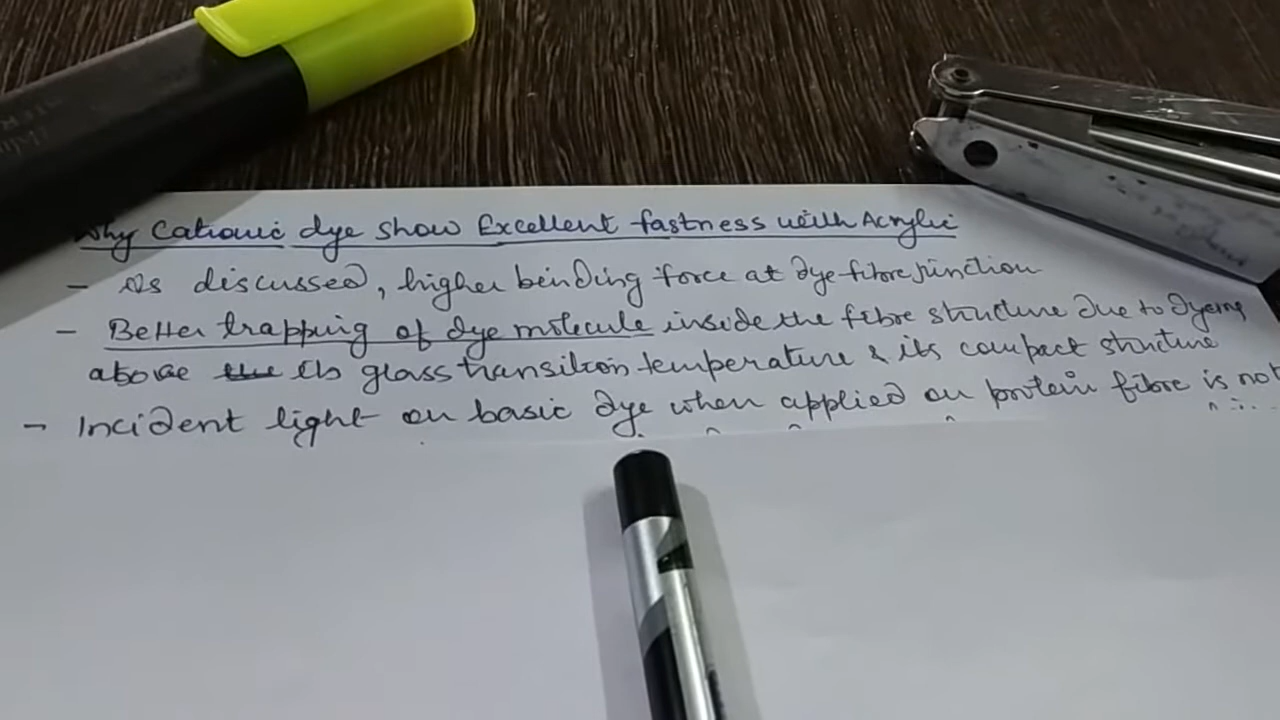 Why Cationic dye show Excellent fastness with Acrylic
- As discussed, higher beinding force at dye-fibre junction
- Better trapping of dye molecule inside the fibre structure due to dyeing
above its glass transition temperature & its compact structure
- Incident light on basic dye when applied on protein fibre is not